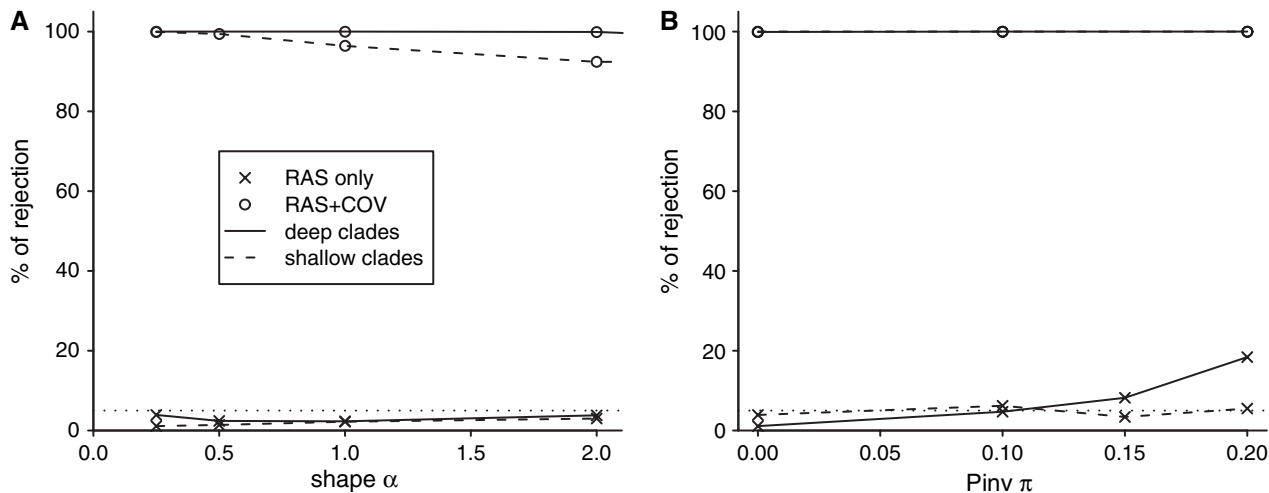 A
% of rejection
100
80
60
40
20
0
0.0 0.5 1.0 1.5 2.0
shape α
RAS only
RAS+COV
deep clades
shallow clades
B
% of rejection
100
80
60
40
20
0
0.00 0.05 0.10 0.15 0.20
Pinv π